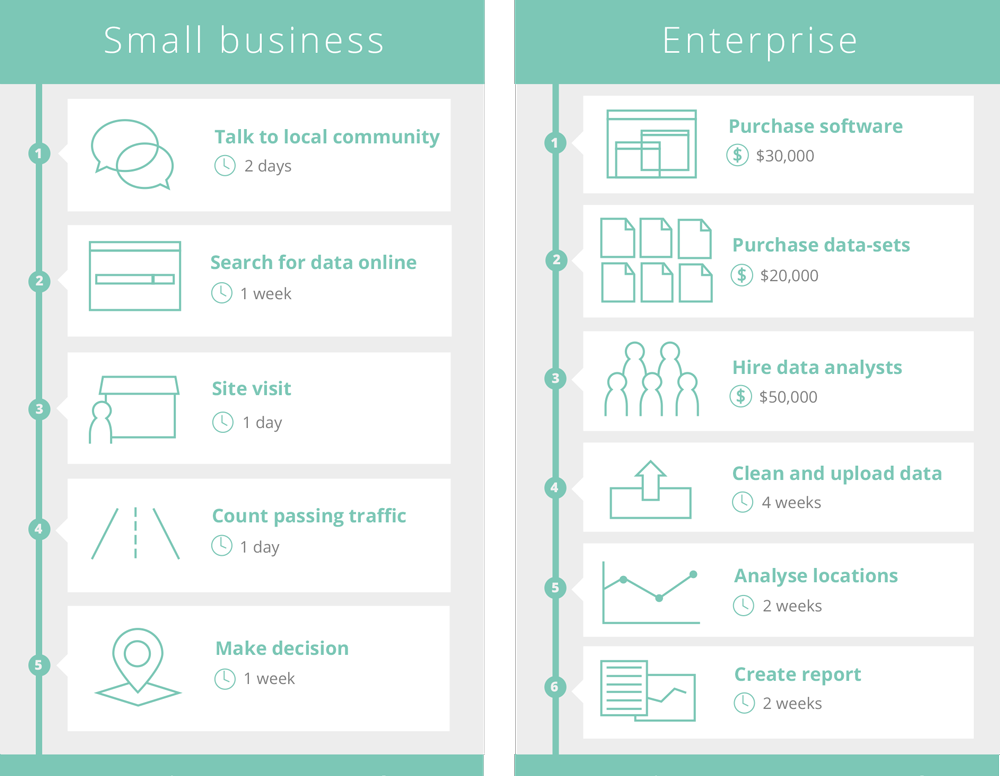 Small business
1
Talk to local community
2 days
2
Search for data online
1 week
3
Site visit
1 day
4
Count passing traffic
1 day
5
Make decision
1 week
Enterprise
1
Purchase software
$ $30,000
2
Purchase data-sets
$ $20,000
3
Hire data analysts
$ $50,000
4
Clean and upload data
4 weeks
5
Analyse locations
2 weeks
6
Create report
2 weeks